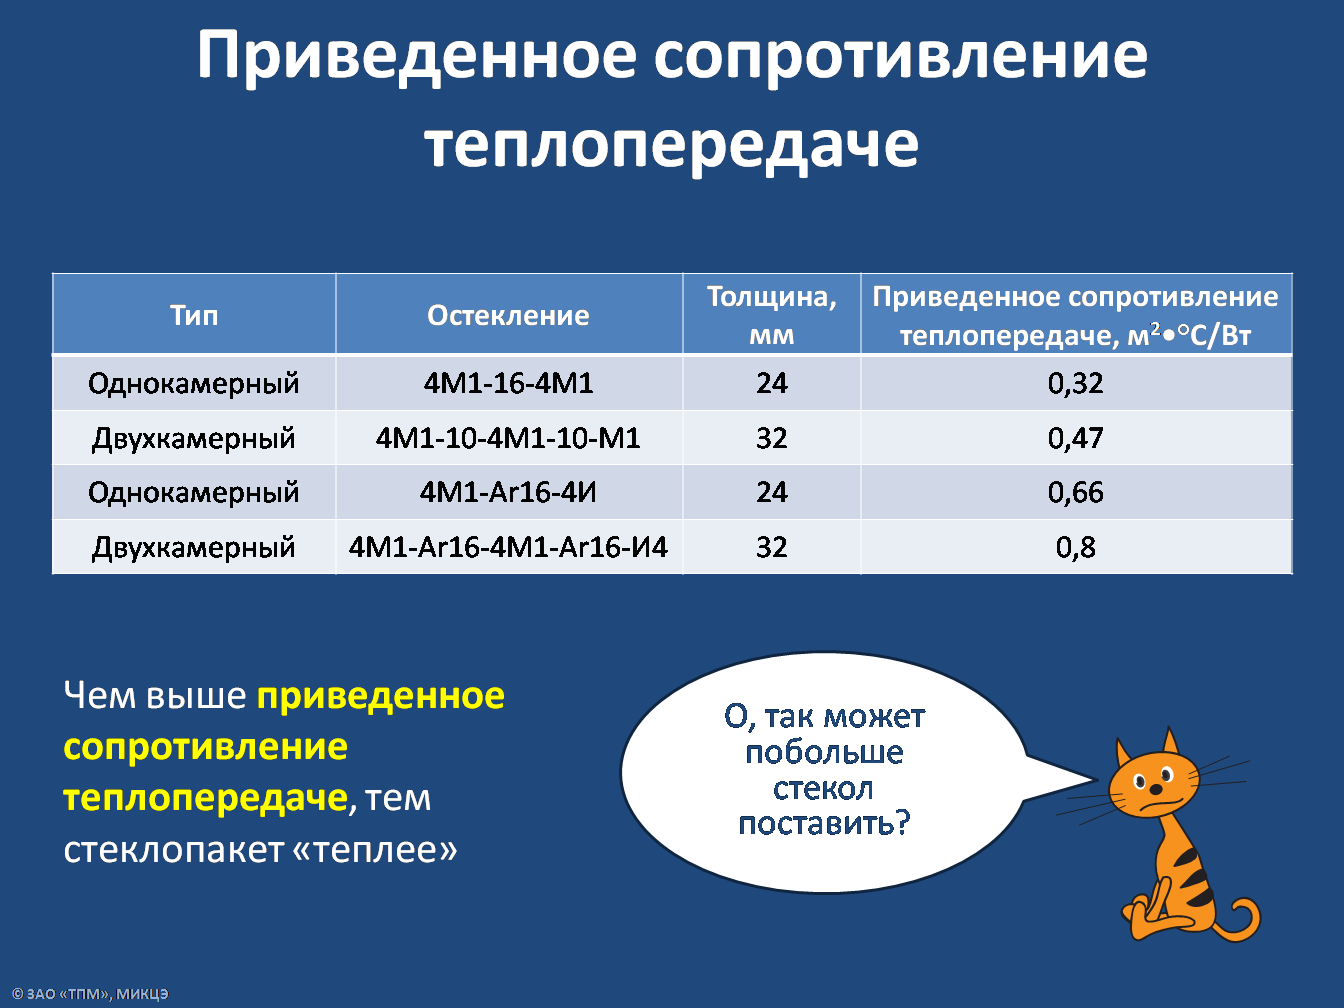 Приведенное сопротивление
теплопередаче
Тип
Остекление
Толщина,
мм
Приведенное сопротивление
теплопередаче, м²•°С/Вт
Однокамерный 4М1-16-4М1 24 0,32
Двухкамерный 4М1-10-4М1-10-М1 32 0,47
Однокамерный 4М1-Ar16-4И 24 0,66
Двухкамерный 4М1-Ar16-4М1-Ar16-И4 32 0,8
Чем выше приведенное
сопротивление
теплопередаче, тем
стеклопакет «теплее»
О, так может
побольше
стекол
поставить?
© ЗАО «ТПМ», МИКЦЭ